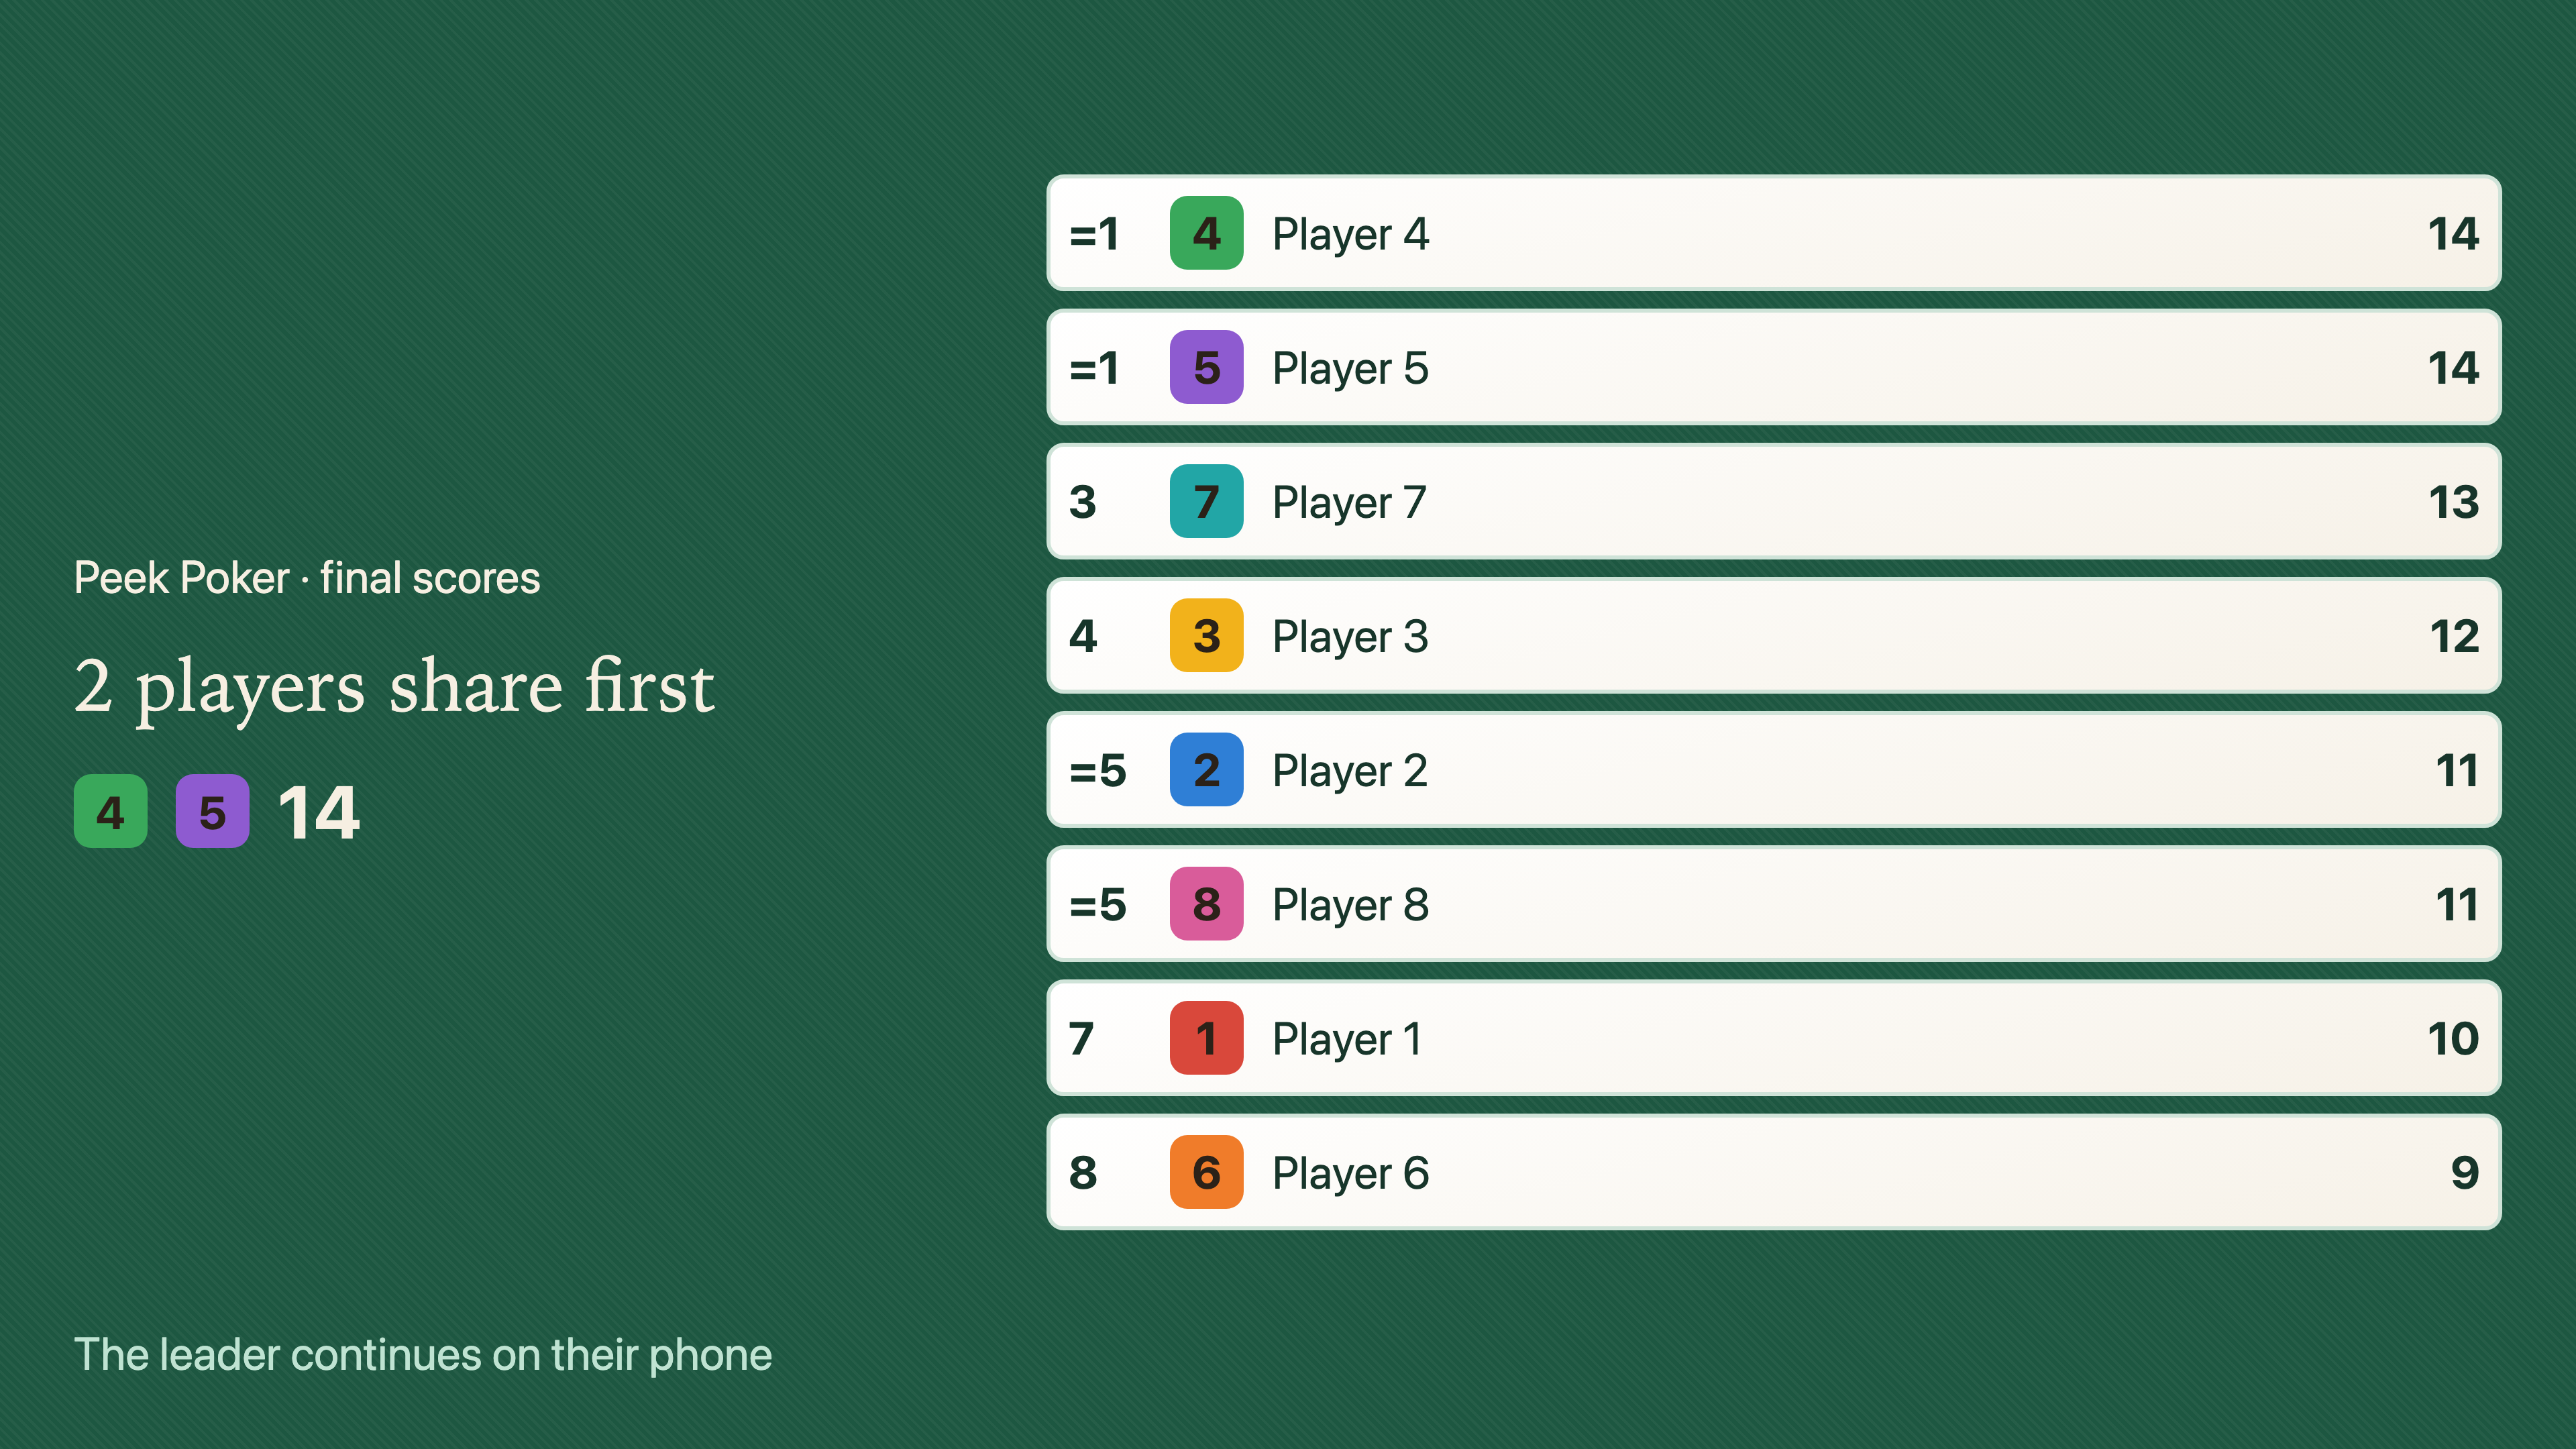 Peek Poker · final scores
2 players share first
4 5 14
The leader continues on their phone
=1 4 Player 4 14
=1 5 Player 5 14
3 7 Player 7 13
4 3 Player 3 12
=5 2 Player 2 11
=5 8 Player 8 11
7 1 Player 1 10
8 6 Player 6 9